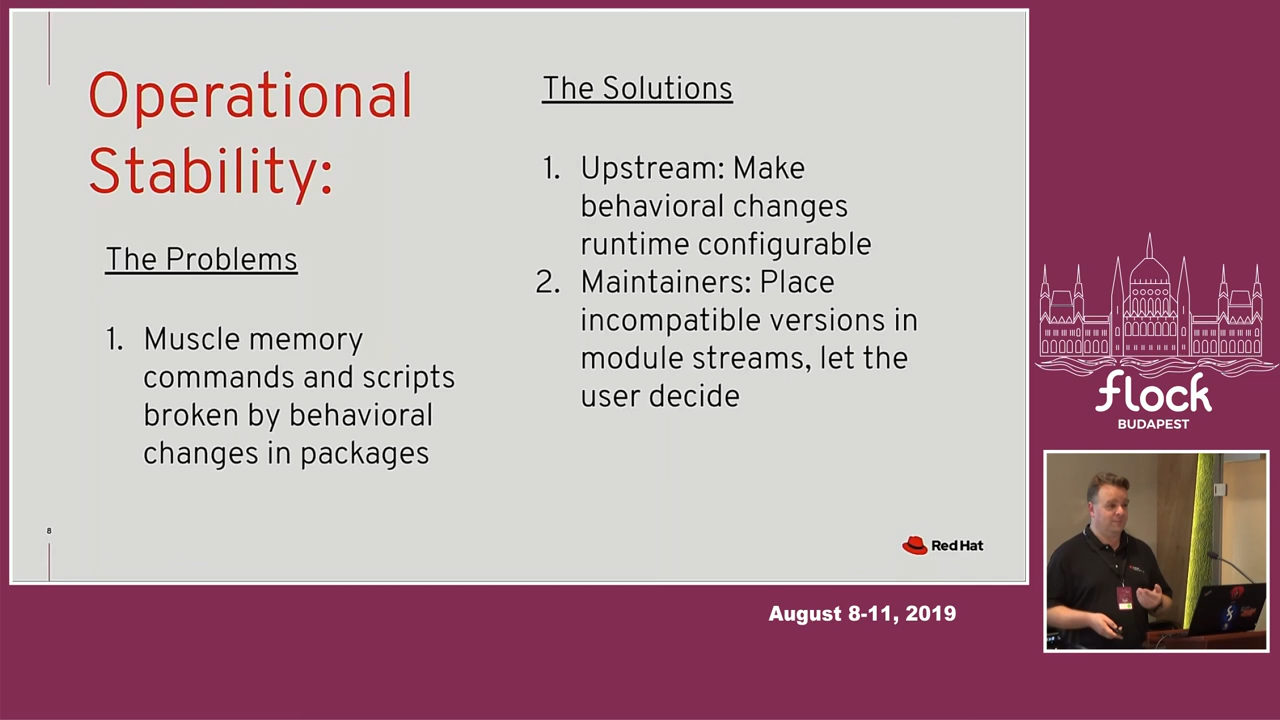 Operational
Stability:
The Problems
1. Muscle memory
commands and scripts
broken by behavioral
changes in packages
The Solutions
1. Upstream: Make
behavioral changes
runtime configurable
2. Maintainers: Place
incompatible versions in
module streams, let the
user decide
8
Red Hat
flock
BUDAPEST
August 8-11, 2019